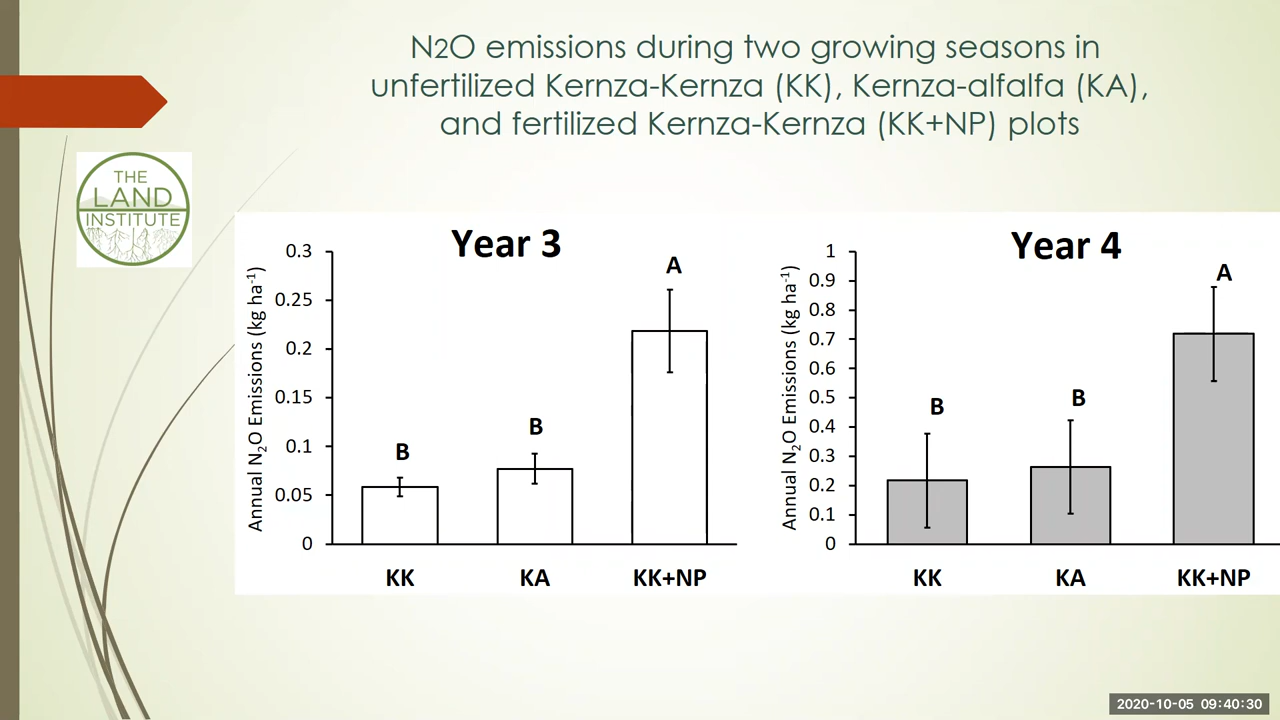 N2O emissions during two growing seasons in
unfertilized Kernza-Kernza (KK), Kernza-alfalfa (KA),
and fertilized Kernza-Kernza (KK+NP) plots
THE
LAND
INSTITUTE
Year 3
Annual N₂O Emissions (kg ha⁻¹)
0.3
0.25
0.2
0.15
0.1
0.05
0
B
B
A
KK KA KK+NP
Year 4
Annual N₂O Emissions (kg ha⁻¹)
1
0.9
0.8
0.7
0.6
0.5
0.4
0.3
0.2
0.1
0
B
B
A
KK KA KK+NP
2020-10-05 09:40:30